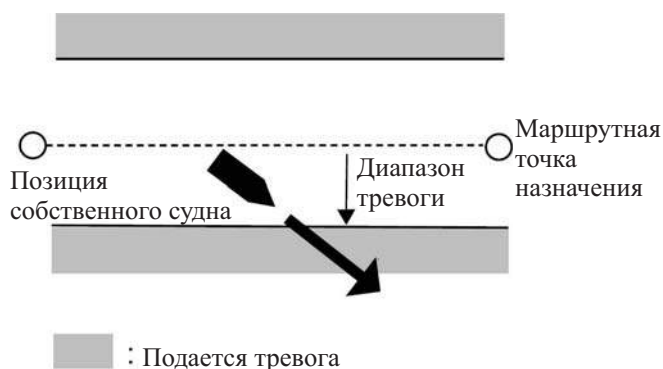 Маршрутная
точка
назначения
Диапазон
тревоги
Позиция
собственного судна
: Подается тревога